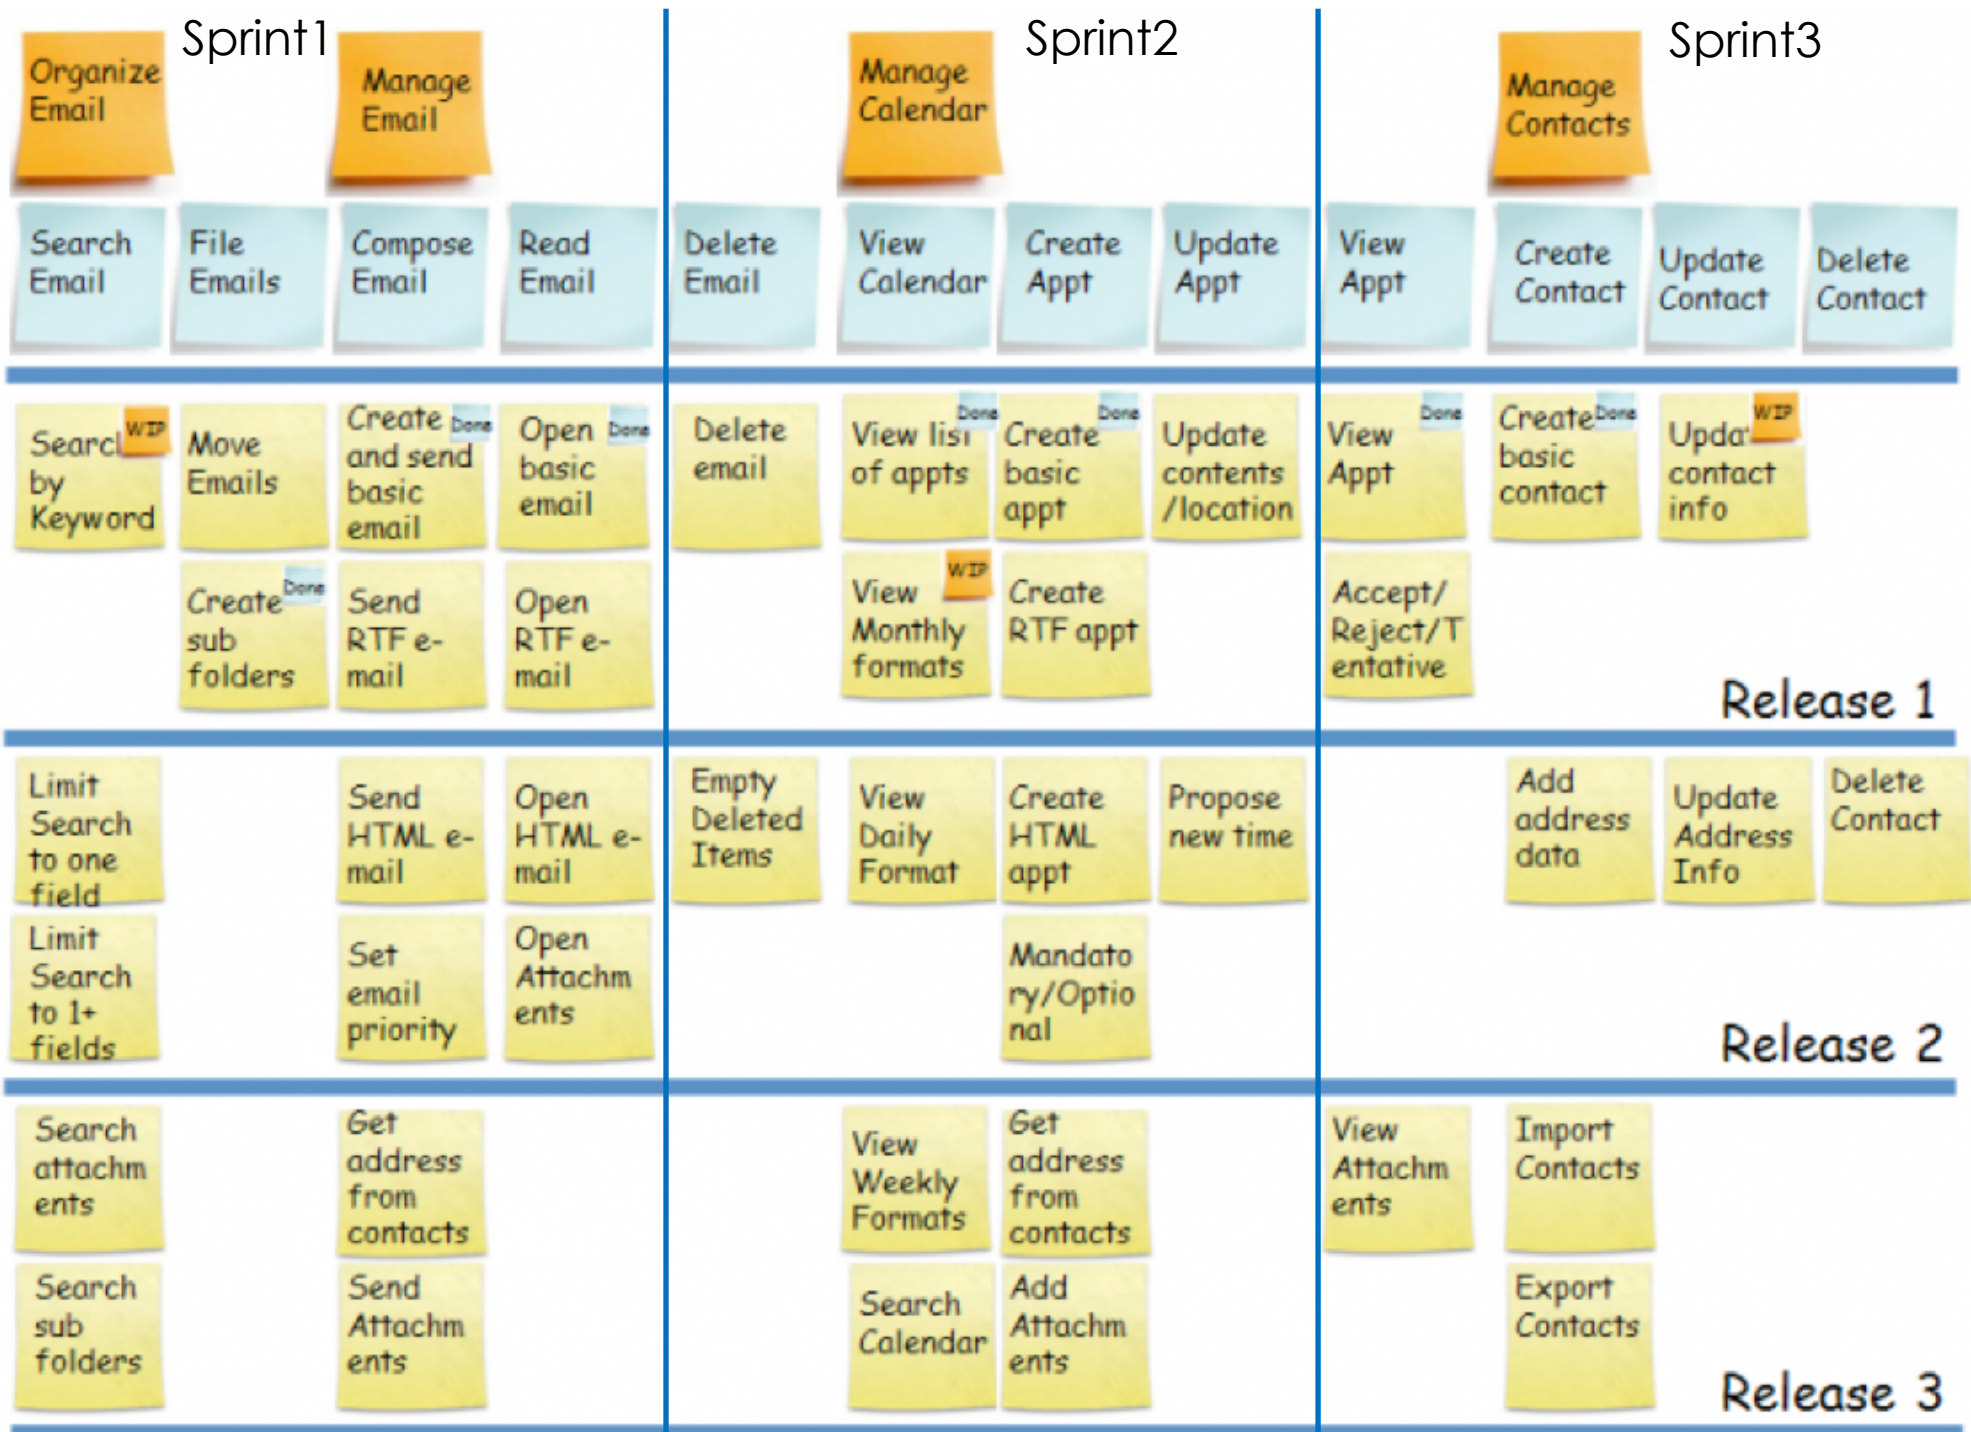 Sprint1
Sprint2
Sprint3
Organize
Email
Manage
Email
Manage
Calendar
Manage
Contacts
Search
Email
File
Emails
Compose
Email
Read
Email
Delete
Email
View
Calendar
Create
Appt
Update
Appt
View
Appt
Create
Contact
Update
Contact
Delete
Contact
WIP
Search
by
Keyword
Move
Emails
Done
Create
and send
basic
email
Done
Open
basic
email
Delete
email
Done
View list
of appts
Done
Create
basic
appt
Update
contents
/location
Done
View
Appt
Done
Create
basic
contact
WIP
Updat
contact
info
Done
Create
sub
folders
Send
RTF e-
mail
Open
RTF e-
mail
WIP
View
Monthly
formats
Create
RTF appt
Accept/
Reject/T
entative
Release 1
Limit
Search
to one
field
Send
HTML e-
mail
Open
HTML e-
mail
Empty
Deleted
Items
View
Daily
Format
Create
HTML
appt
Propose
new time
Add
address
data
Update
Address
Info
Delete
Contact
Limit
Search
to 1+
fields
Set
email
priority
Open
Attachm
ents
Mandato
ry/Optio
nal
Release 2
Search
attachm
ents
Get
address
from
contacts
View
Weekly
Formats
Get
address
from
contacts
View
Attachm
ents
Import
Contacts
Search
sub
folders
Send
Attachm
ents
Search
Calendar
Add
Attachm
ents
Export
Contacts
Release 3